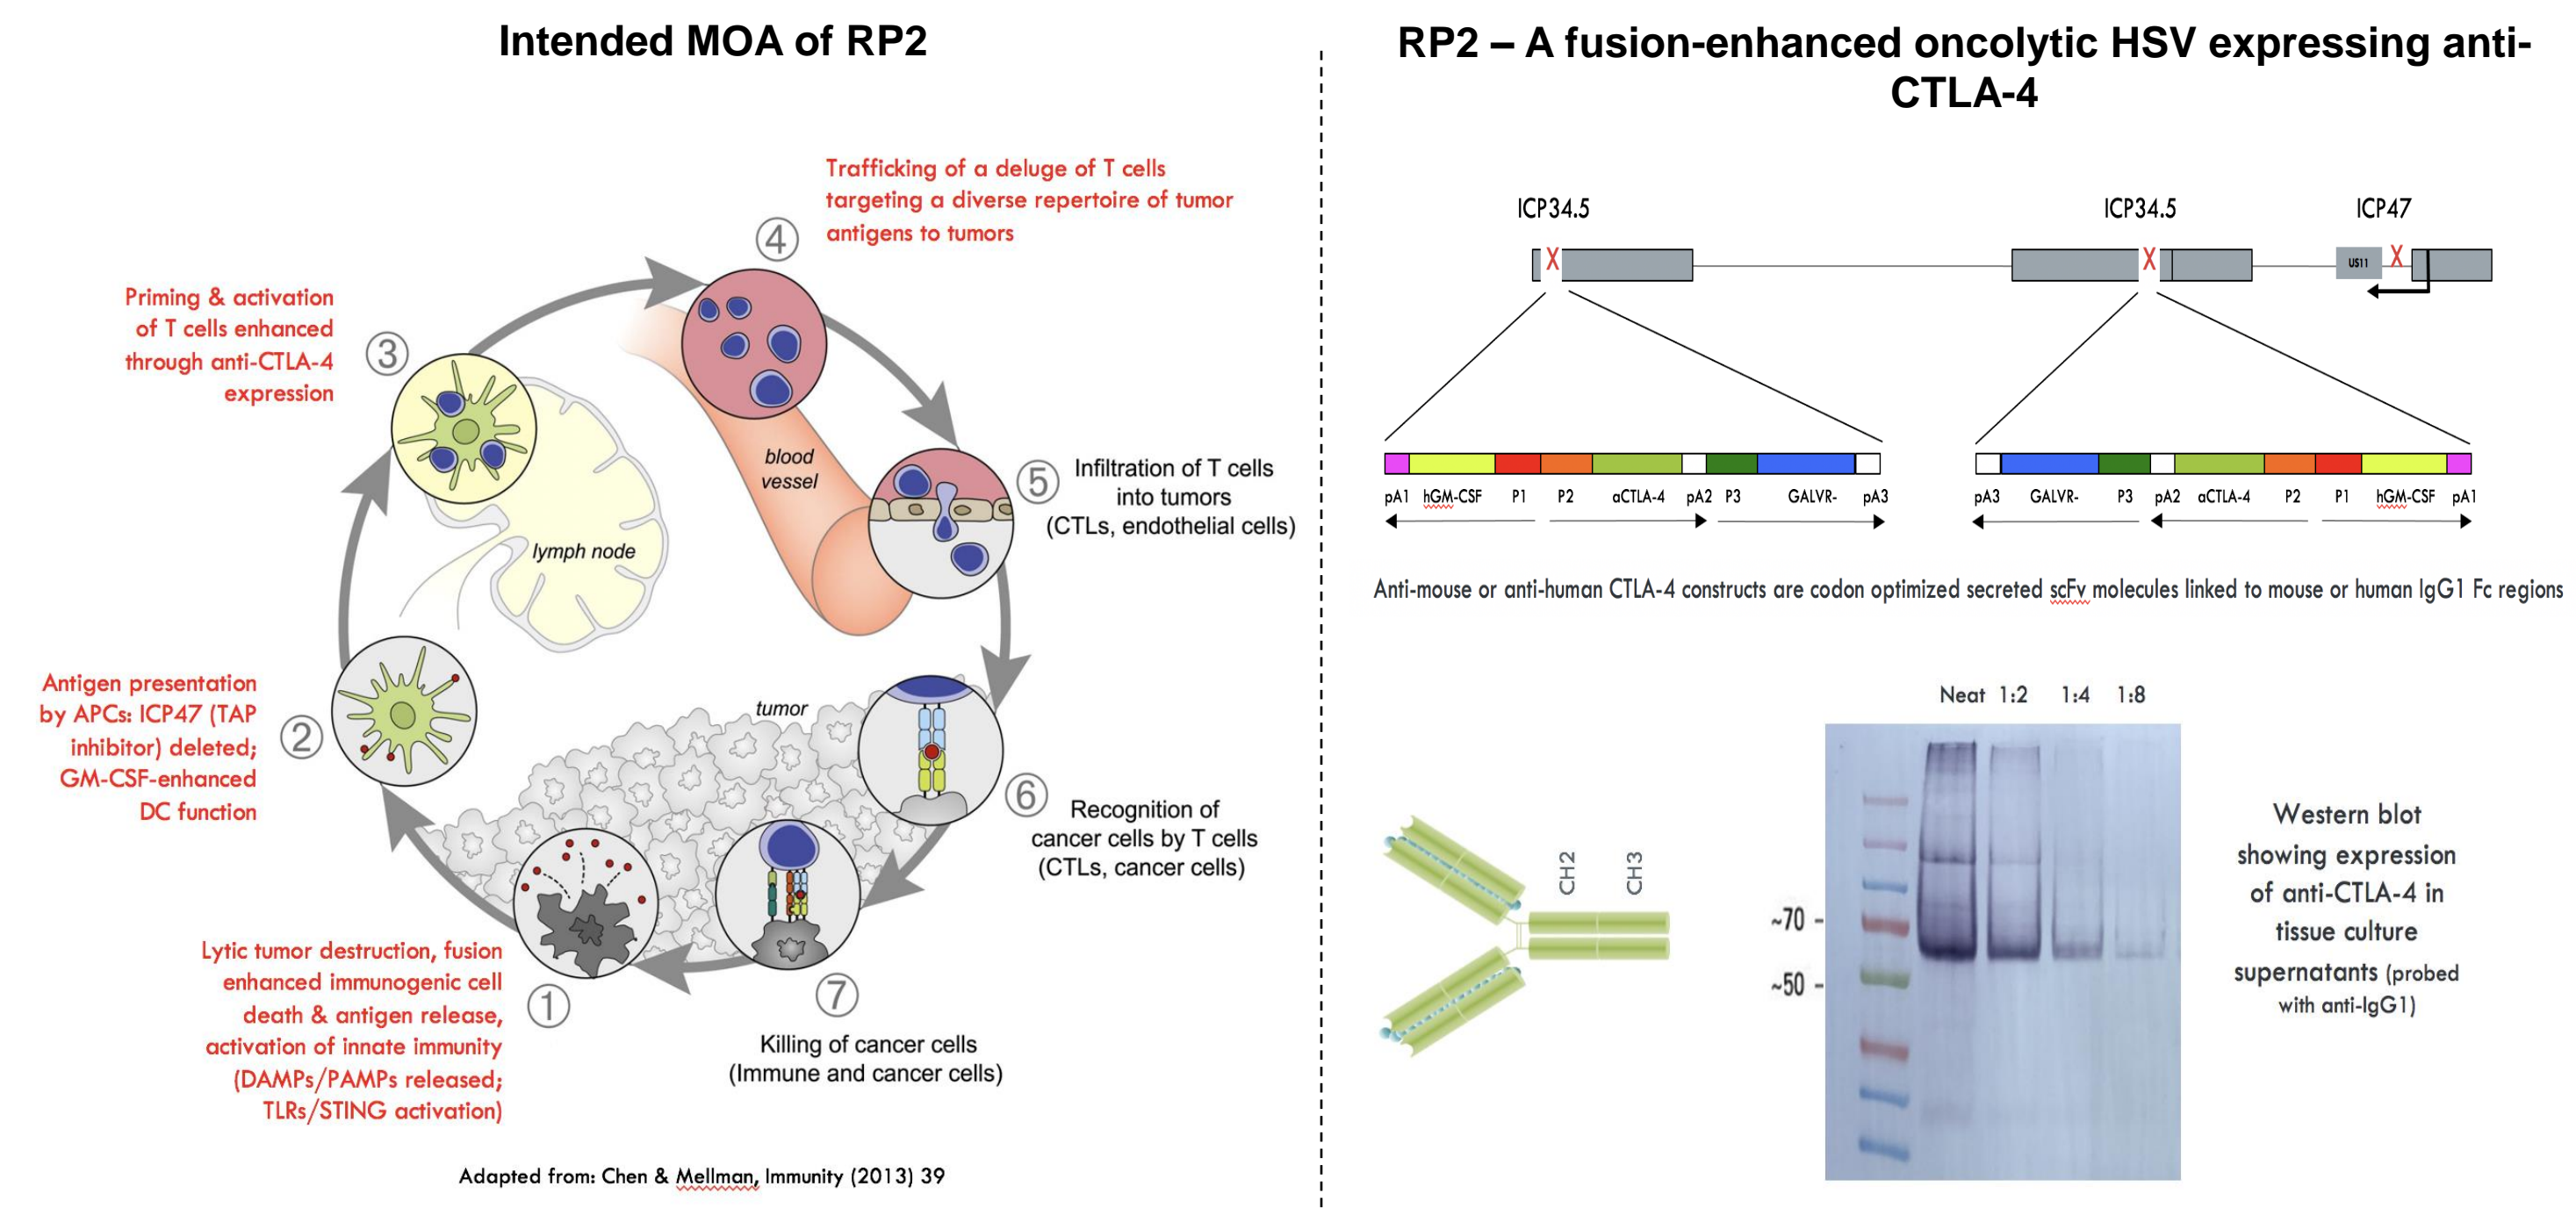 Intended MOA of RP2
Trafficking of a deluge of T cells
targeting a diverse repertoire of tumor
antigens to tumors
4
Priming & activation
of T cells enhanced
through anti-CTLA-4
expression
3
blood
vessel
5
Infiltration of T cells
into tumors
(CTLs, endothelial cells)
lymph node
Antigen presentation
by APCs: ICP47 (TAP
inhibitor) deleted;
GM-CSF-enhanced
DC function
2
tumor
6
Recognition of
cancer cells by T cells
(CTLs, cancer cells)
Lytic tumor destruction, fusion
enhanced immunogenic cell
death & antigen release,
activation of innate immunity
(DAMPs/PAMPs released;
TLRs/STING activation)
1
7
Killing of cancer cells
(Immune and cancer cells)
Adapted from: Chen & Mellman, Immunity (2013) 39
RP2 – A fusion-enhanced oncolytic HSV expressing anti-
CTLA-4
ICP34.5 ICP34.5 ICP47
X X US11 X
pA1 hGM-CSF P1 P2 αCTLA-4 pA2 P3 GALVR- pA3
pA3 GALVR- P3 pA2 αCTLA-4 P2 P1 hGM-CSF pA1
Anti-mouse or anti-human CTLA-4 constructs are codon optimized secreted scFv molecules linked to mouse or human IgG1 Fc regions
CH2 CH3
Neat 1:2 1:4 1:8
~70 -
~50 -
Western blot
showing expression
of anti-CTLA-4 in
tissue culture
supernatants (probed
with anti-IgG1)